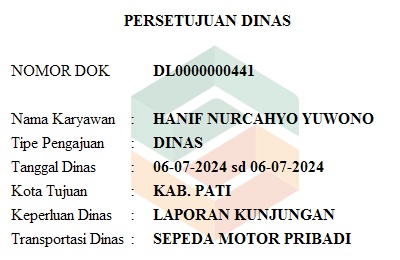 PERSETUJUAN DINAS
NOMOR DOK DL0000000441
Nama Karyawan : HANIF NURCAHYO YUWONO
Tipe Pengajuan : DINAS
Tanggal Dinas : 06-07-2024 sd 06-07-2024
Kota Tujuan : KAB. PATI
Keperluan Dinas : LAPORAN KUNJUNGAN
Transportasi Dinas : SEPEDA MOTOR PRIBADI